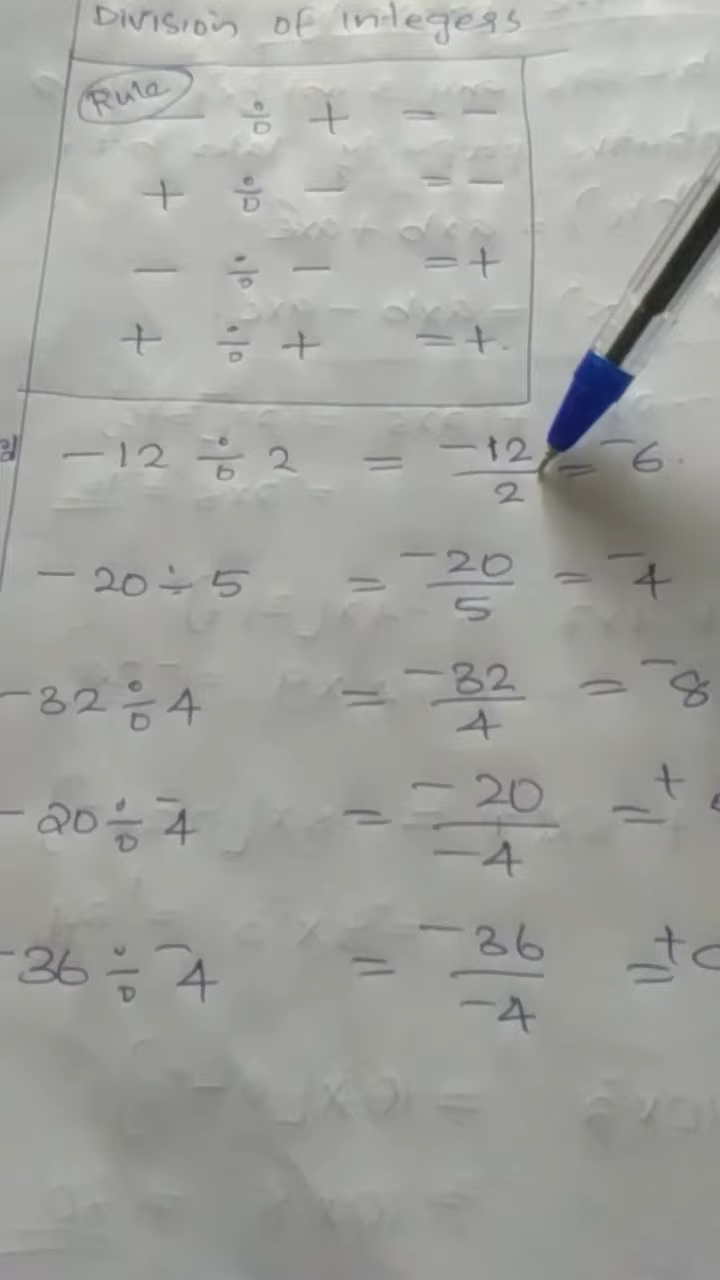 Division of integers
Rule - ÷ + = -
+ ÷ - = -
- ÷ - = +
+ ÷ + = +.
-12 ÷ 2 = -12/2 = -6.
-20 ÷ 5 = -20/5 = -4
-32 ÷ 4 = -32/4 = -8
-20 ÷ -4 = -20/-4 = +
-36 ÷ -4 = -36/-4 = +